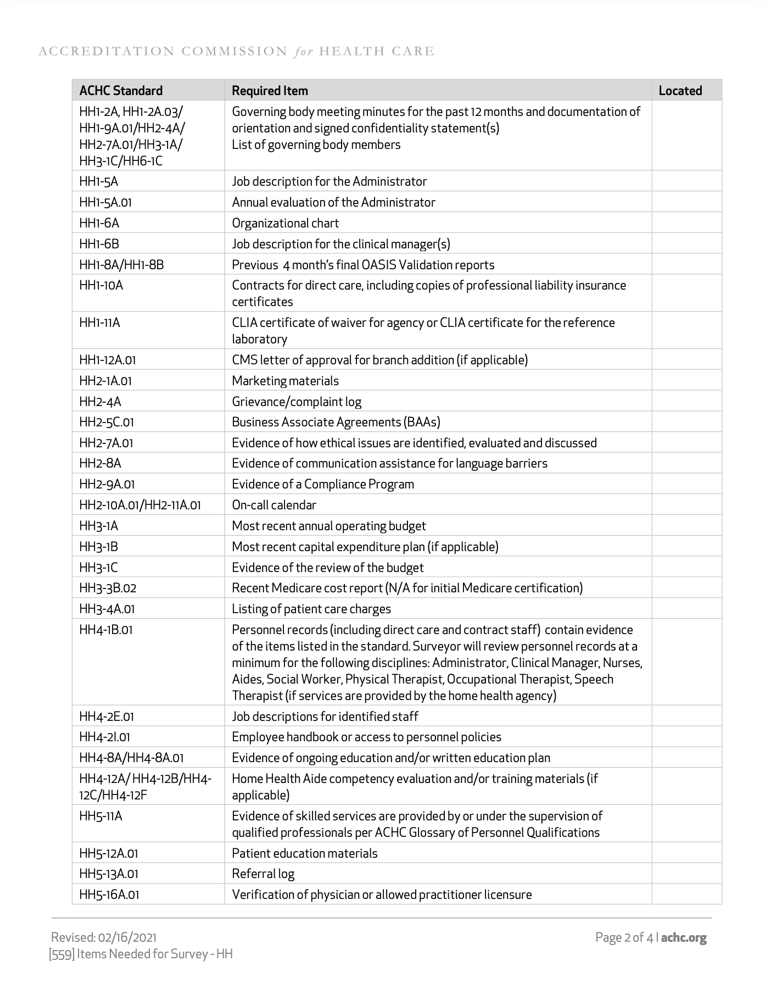 ACCREDITATION COMMISSION for HEALTH CARE
ACHC Standard Required Item Located
HH1-2A, HH1-2A.03/ Governing body meeting minutes for the past 12 months and documentation of
HH1-9A.01/HH2-4A/ orientation and signed confidentiality statement(s)
HH2-7A.01/HH3-1A/ List of governing body members
HH3-1C/HH6-1C
HH1-5A Job description for the Administrator
HH1-5A.01 Annual evaluation of the Administrator
HH1-6A Organizational chart
HH1-6B Job description for the clinical manager(s)
HH1-8A/HH1-8B Previous  4 month's final OASIS Validation reports
HH1-10A Contracts for direct care, including copies of professional liability insurance
certificates
HH1-11A CLIA certificate of waiver for agency or CLIA certificate for the reference
laboratory
HH1-12A.01 CMS letter of approval for branch addition (if applicable)
HH2-1A.01 Marketing materials
HH2-4A Grievance/complaint log
HH2-5C.01 Business Associate Agreements (BAAs)
HH2-7A.01 Evidence of how ethical issues are identified, evaluated and discussed
HH2-8A Evidence of communication assistance for language barriers
HH2-9A.01 Evidence of a Compliance Program
HH2-10A.01/HH2-11A.01 On-call calendar
HH3-1A Most recent annual operating budget
HH3-1B Most recent capital expenditure plan (if applicable)
HH3-1C Evidence of the review of the budget
HH3-3B.02 Recent Medicare cost report (N/A for initial Medicare certification)
HH3-4A.01 Listing of patient care charges
HH4-1B.01 Personnel records (including direct care and contract staff)  contain evidence
of the items listed in the standard. Surveyor will review personnel records at a
minimum for the following disciplines: Administrator, Clinical Manager, Nurses,
Aides, Social Worker, Physical Therapist, Occupational Therapist, Speech
Therapist (if services are provided by the home health agency)
HH4-2E.01 Job descriptions for identified staff
HH4-2I.01 Employee handbook or access to personnel policies
HH4-8A/HH4-8A.01 Evidence of ongoing education and/or written education plan
HH4-12A/ HH4-12B/HH4- Home Health Aide competency evaluation and/or training materials (if
12C/HH4-12F applicable)
HH5-11A Evidence of skilled services are provided by or under the supervision of
qualified professionals per ACHC Glossary of Personnel Qualifications
HH5-12A.01 Patient education materials
HH5-13A.01 Referral log
HH5-16A.01 Verification of physician or allowed practitioner licensure
Revised: 02/16/2021 Page 2 of 4 | achc.org
[559] Items Needed for Survey - HH